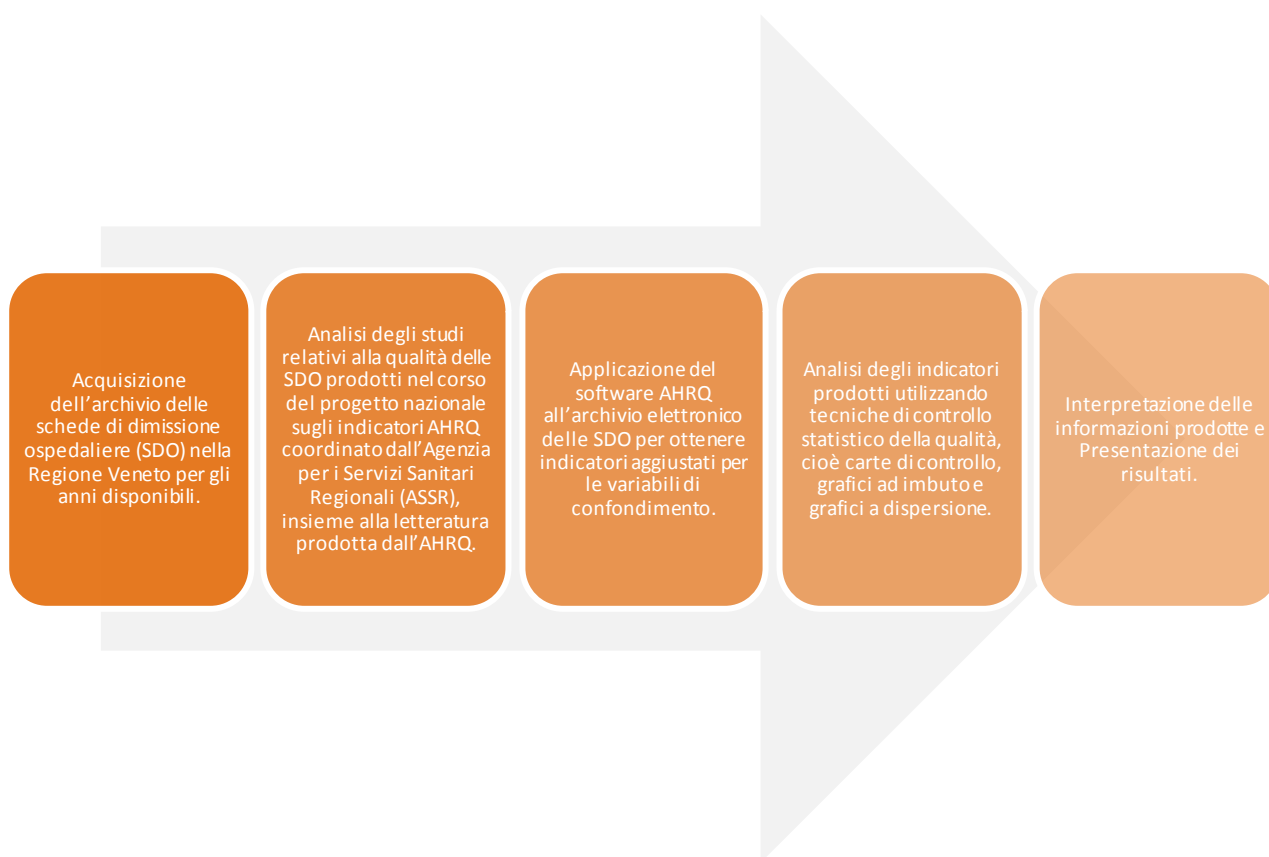 Acquisizione
dell’archivio delle
schede di dimissione
ospedaliere (SDO) nella
Regione Veneto per gli
anni disponibili.
Analisi degli studi
relativi alla qualità delle
SDO prodotti nel corso
del progetto nazionale
sugli indicatori AHRQ
coordinato dall’Agenzia
per i Servizi Sanitari
Regionali (ASSR),
insieme alla letteratura
prodotta dall’AHRQ.
Applicazione del
software AHRQ
all’archivio elettronico
delle SDO per ottenere
indicatori aggiustati per
le variabili di
confondimento.
Analisi degli indicatori
prodotti utilizzando
tecniche di controllo
statistico della qualità,
cioè carte di controllo,
grafici ad imbuto e
grafici a dispersione.
Interpretazione delle
informazioni prodotte e
Presentazione dei
risultati.